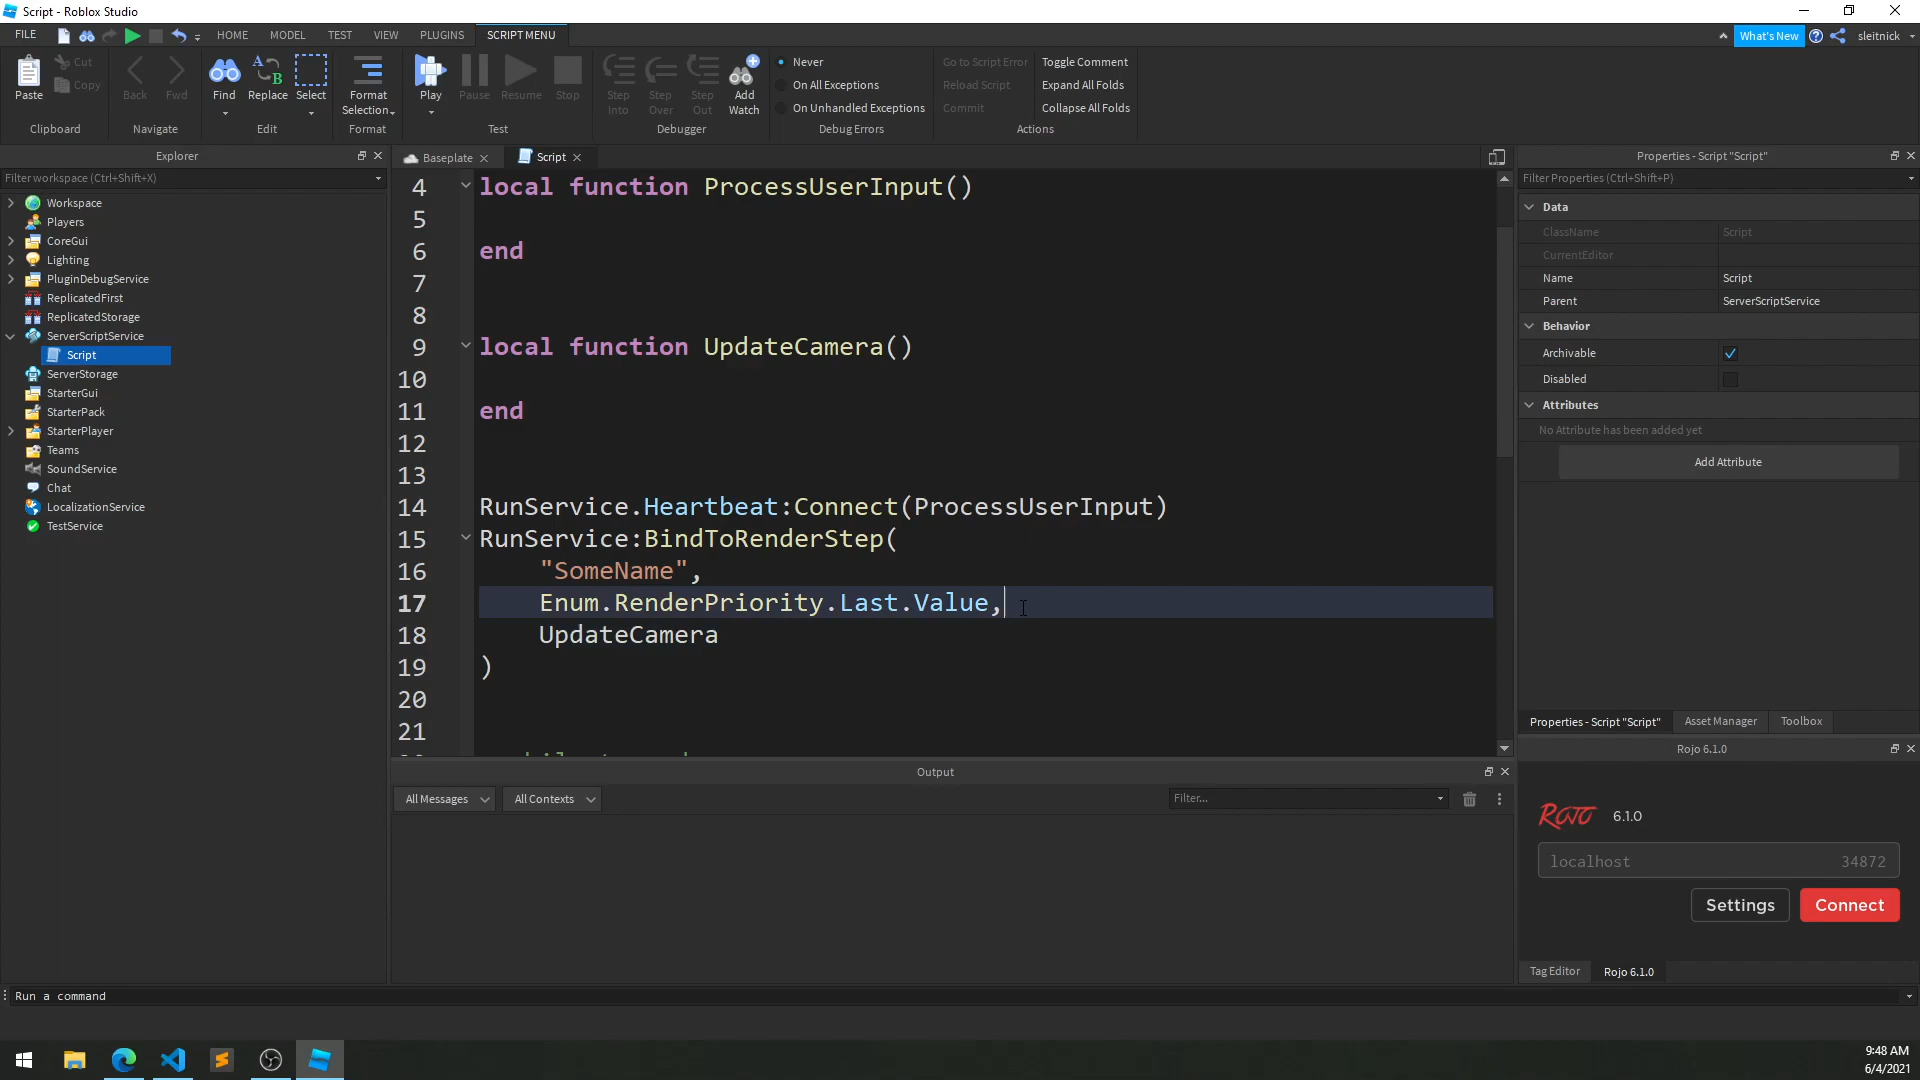 Script - Roblox Studio
FILE
HOME
MODEL
TEST
VIEW
PLUGINS
SCRIPT MENU
What's New
sleitnick
Paste
Cut
Copy
Clipboard
Back
Fwd
Navigate
Find
Replace
Select
Edit
Format
Selection
Format
Play
Pause
Resume
Stop
Test
Step
Into
Step
Over
Step
Out
Add
Watch
Debugger
Never
On All Exceptions
On Unhandled Exceptions
Debug Errors
Go to Script Error
Reload Script
Commit
Toggle Comment
Expand All Folds
Collapse All Folds
Actions
Explorer
Filter workspace (Ctrl+Shift+X)
Workspace
Players
CoreGui
Lighting
PluginDebugService
ReplicatedFirst
ReplicatedStorage
ServerScriptService
Script
ServerStorage
StarterGui
StarterPack
StarterPlayer
Teams
SoundService
Chat
LocalizationService
TestService
Baseplate
Script
4 local function ProcessUserInput()
5
6 end
7
8
9 local function UpdateCamera()
10
11 end
12
13
14 RunService.Heartbeat:Connect(ProcessUserInput)
15 RunService:BindToRenderStep(
16 "SomeName",
17 Enum.RenderPriority.Last.Value,
18 UpdateCamera
19 )
20
21
Output
All Messages
All Contexts
Filter...
Properties - Script "Script"
Filter Properties (Ctrl+Shift+P)
Data
ClassName Script
CurrentEditor
Name Script
Parent ServerScriptService
Behavior
Archivable
Disabled
Attributes
No Attribute has been added yet
Add Attribute
Properties - Script "Script"
Asset Manager
Toolbox
Rojo 6.1.0
ROJO 6.1.0
localhost 34872
Settings
Connect
Tag Editor
Rojo 6.1.0
Run a command
9:48 AM
6/4/2021